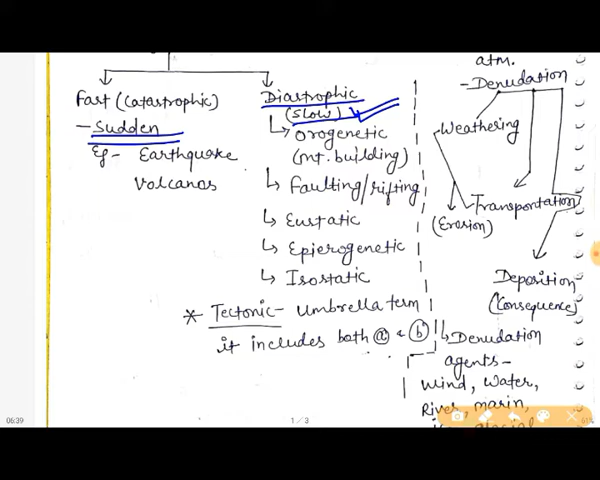 Fast (catastrophic)
- Sudden
Eg - Earthquake
volcanos
Diastrophic
(slow)
Orogenetic
(mt. building)
Faulting/rifting
Eustatic
Epierogenetic
Isostatic
* Tectonic - umbrella term
it includes both ⓐ & ⓑ
atm.
- Denudation
Weathering
Transportation
(Erosion)
Deposition
(Consequence)
Denudation
agents -
wind, water,
River, marin,
06:39
1 / 3